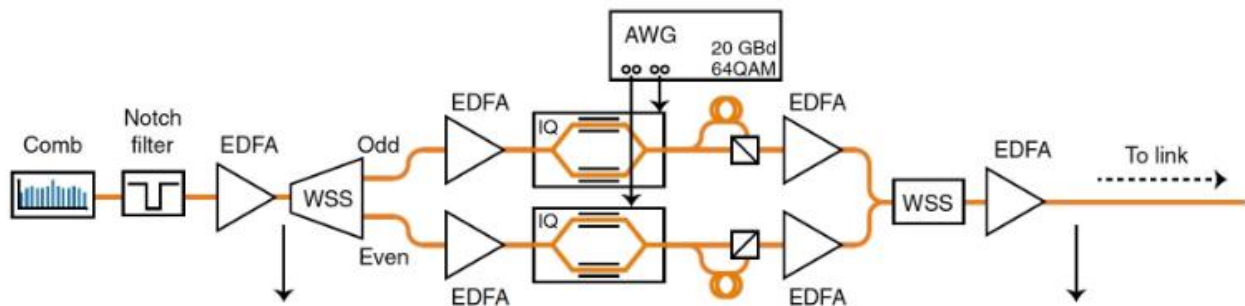 AWG
20 GBd
64QAM
Comb
Notch
filter
EDFA
WSS
Odd
Even
EDFA
IQ
EDFA
EDFA
IQ
EDFA
WSS
EDFA
To link